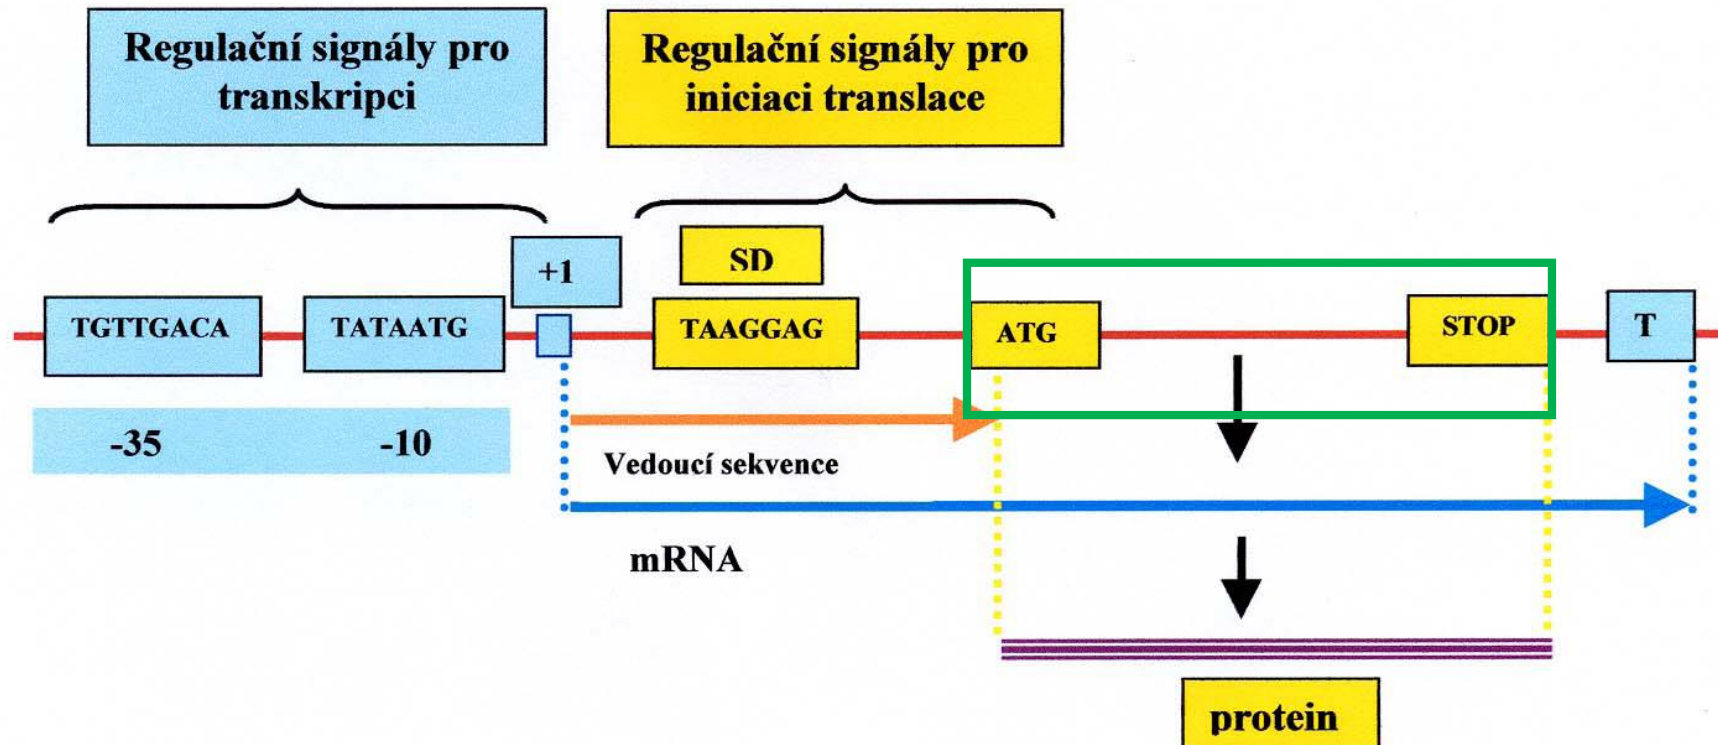 Regulační signály pro
transkripci
Regulační signály pro
iniciaci translace
+1
SD
TGTTGACA
TATAATG
TAAGGAG
ATG
STOP
T
-35
-10
Vedoucí sekvence
mRNA
protein